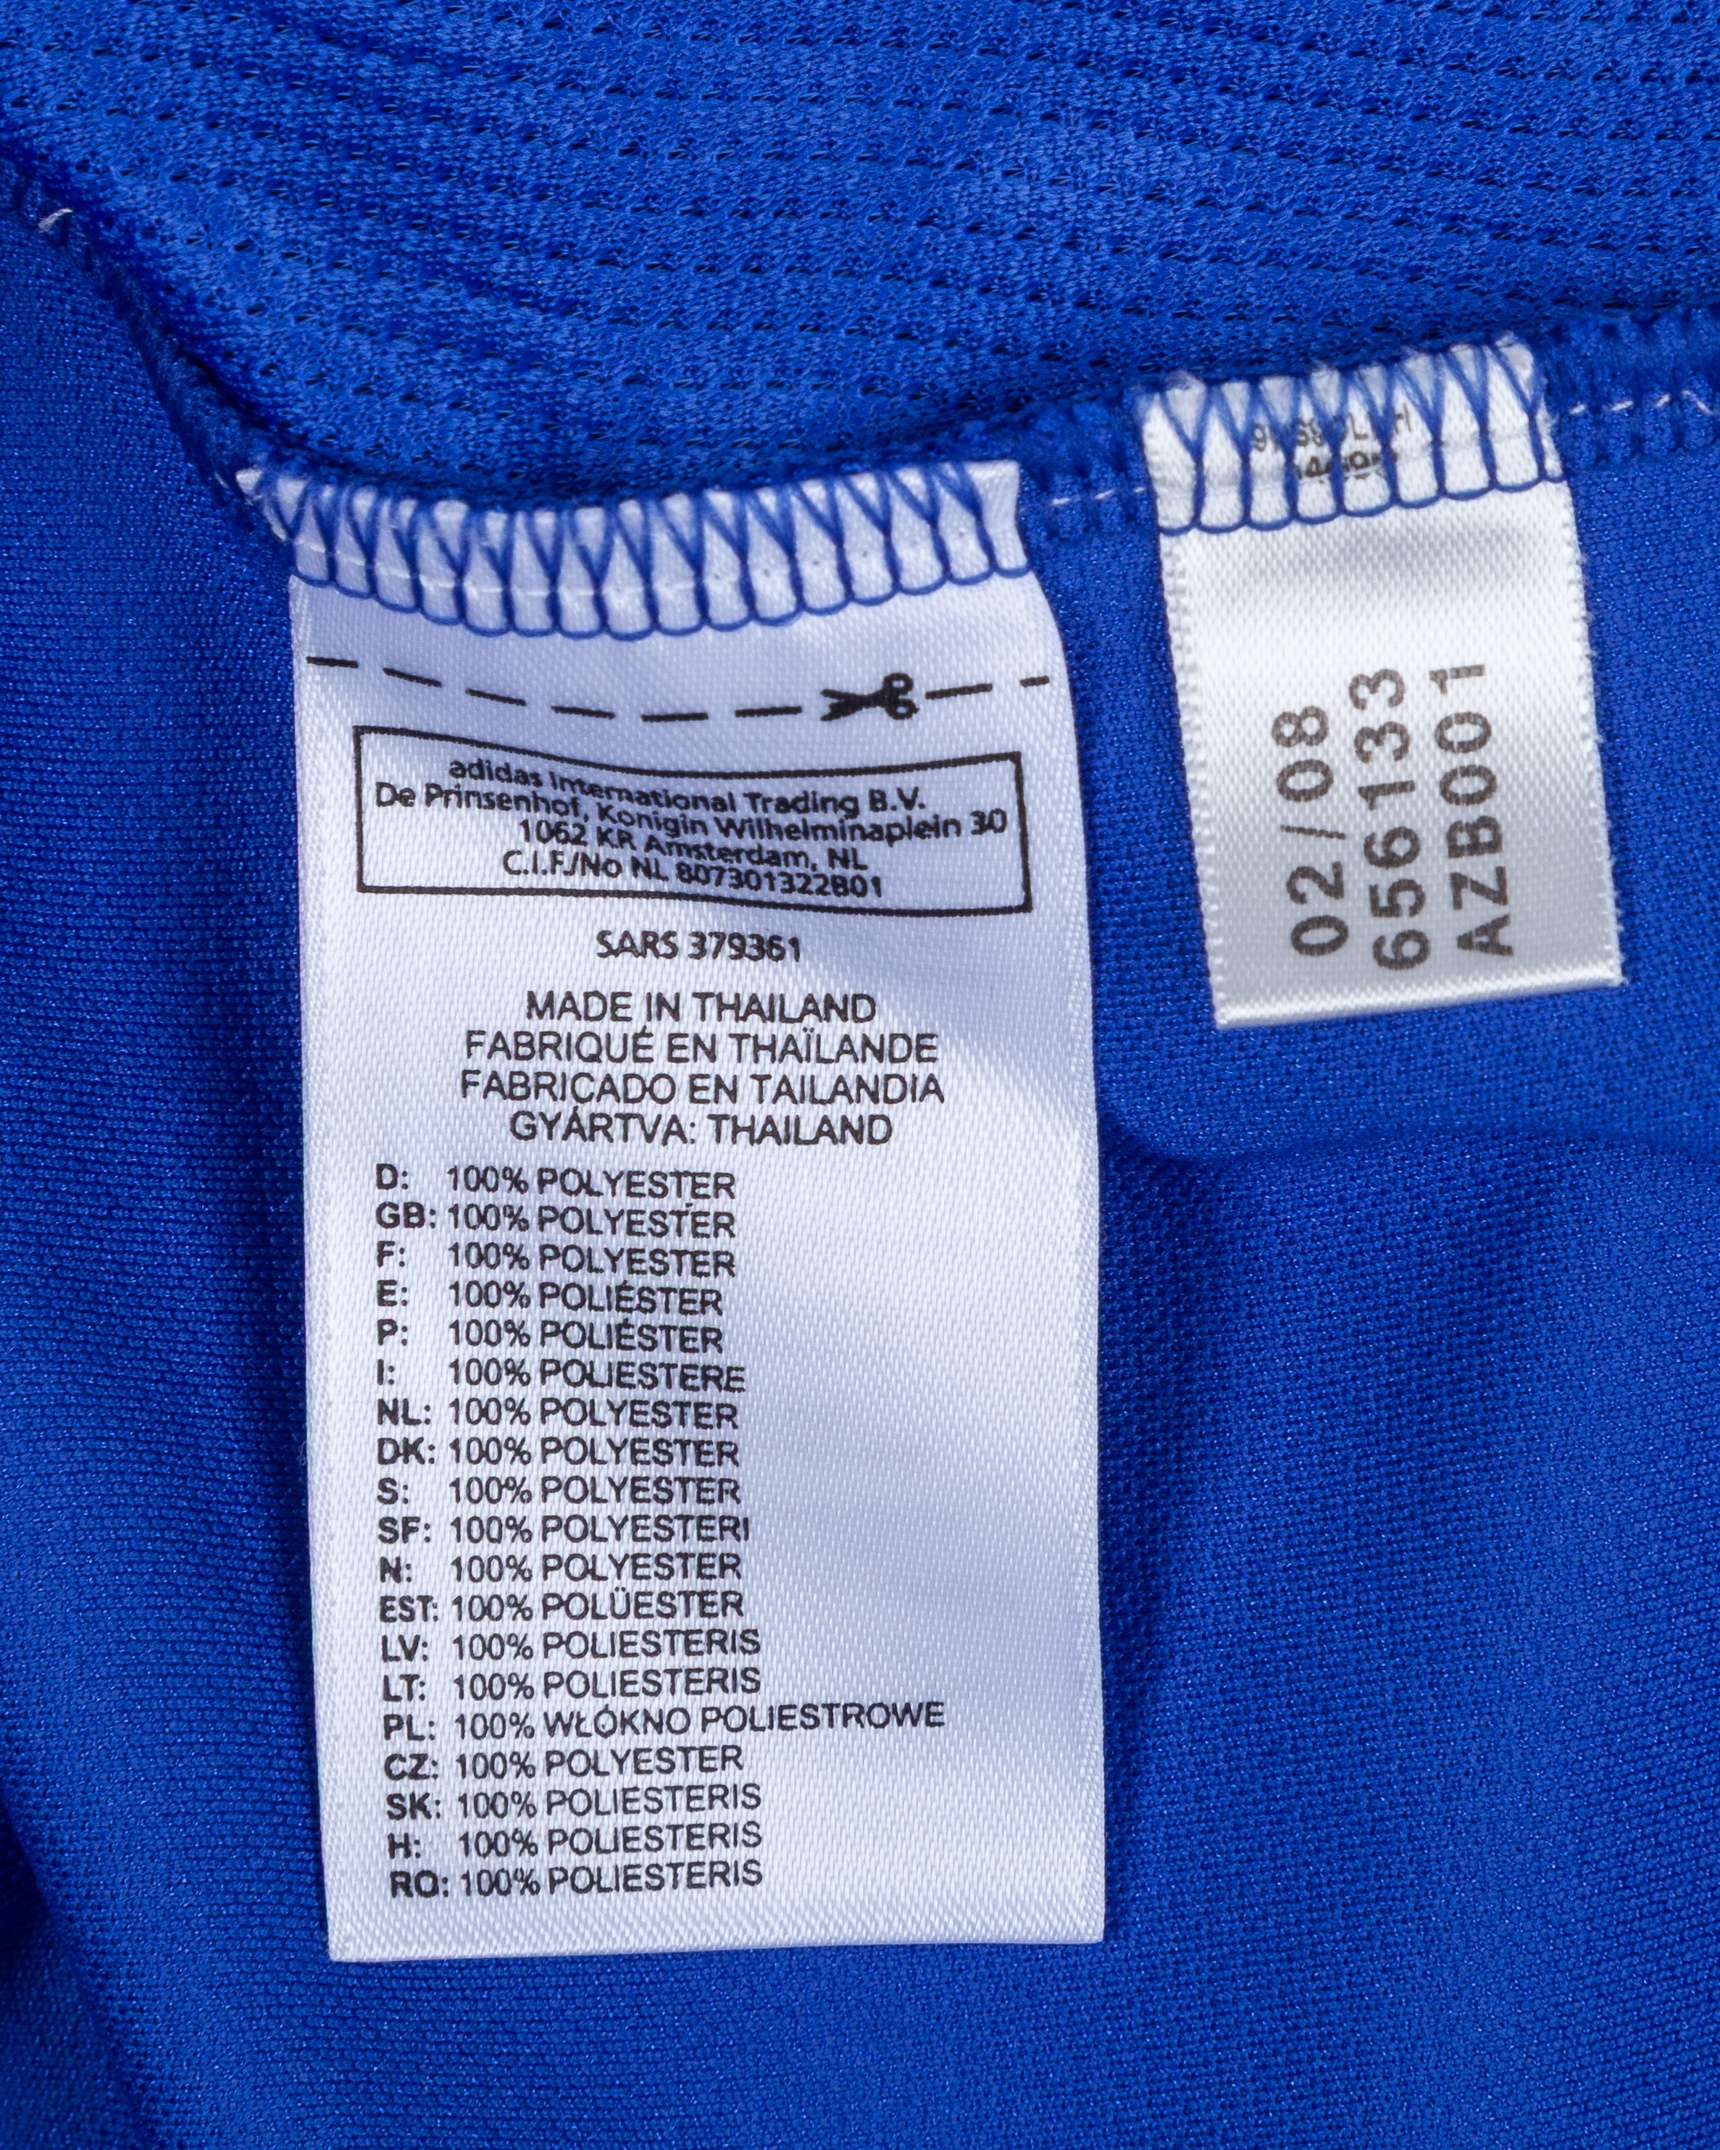 adidas International Trading B.V.
De Prinsenhof, Konigin Wilhelminaplein 30
1062 KR Amsterdam, NL
C.I.F./No NL 807301322B01
SARS 379361
MADE IN THAILAND
FABRIQUÉ EN THAÏLANDE
FABRICADO EN TAILANDIA
GYÁRTVA: THAILAND
D: 100% POLYESTER
GB: 100% POLYESTER
F: 100% POLYESTER
E: 100% POLIÉSTER
P: 100% POLIÉSTER
I: 100% POLIESTERE
NL: 100% POLYESTER
DK: 100% POLYESTER
S: 100% POLYESTER
SF: 100% POLYESTERI
N: 100% POLYESTER
EST: 100% POLÜESTER
LV: 100% POLIESTERIS
LT: 100% POLIESTERIS
PL: 100% WŁÓKNO POLIESTROWE
CZ: 100% POLYESTER
SK: 100% POLIESTERIS
H: 100% POLIESTERIS
RO: 100% POLIESTERIS
02/08
656133
AZB001